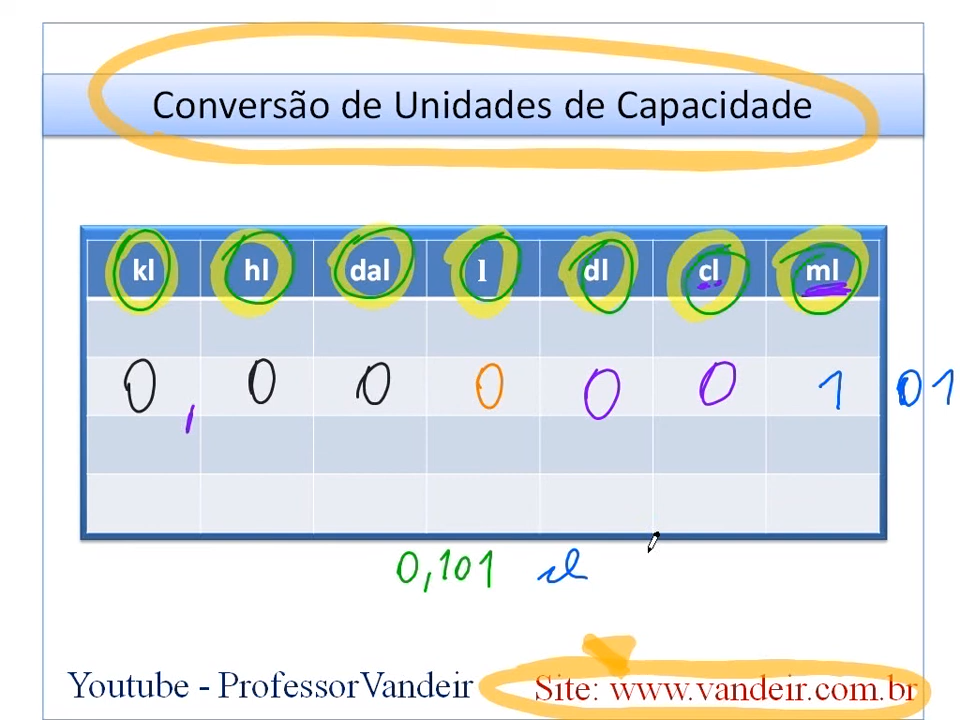 Conversão de Unidades de Capacidade
kl hl dal l dl cl ml
0, 0 0 0 0 0 1 01
0,101 cl
Youtube - ProfessorVandeir
Site: www.vandeir.com.br